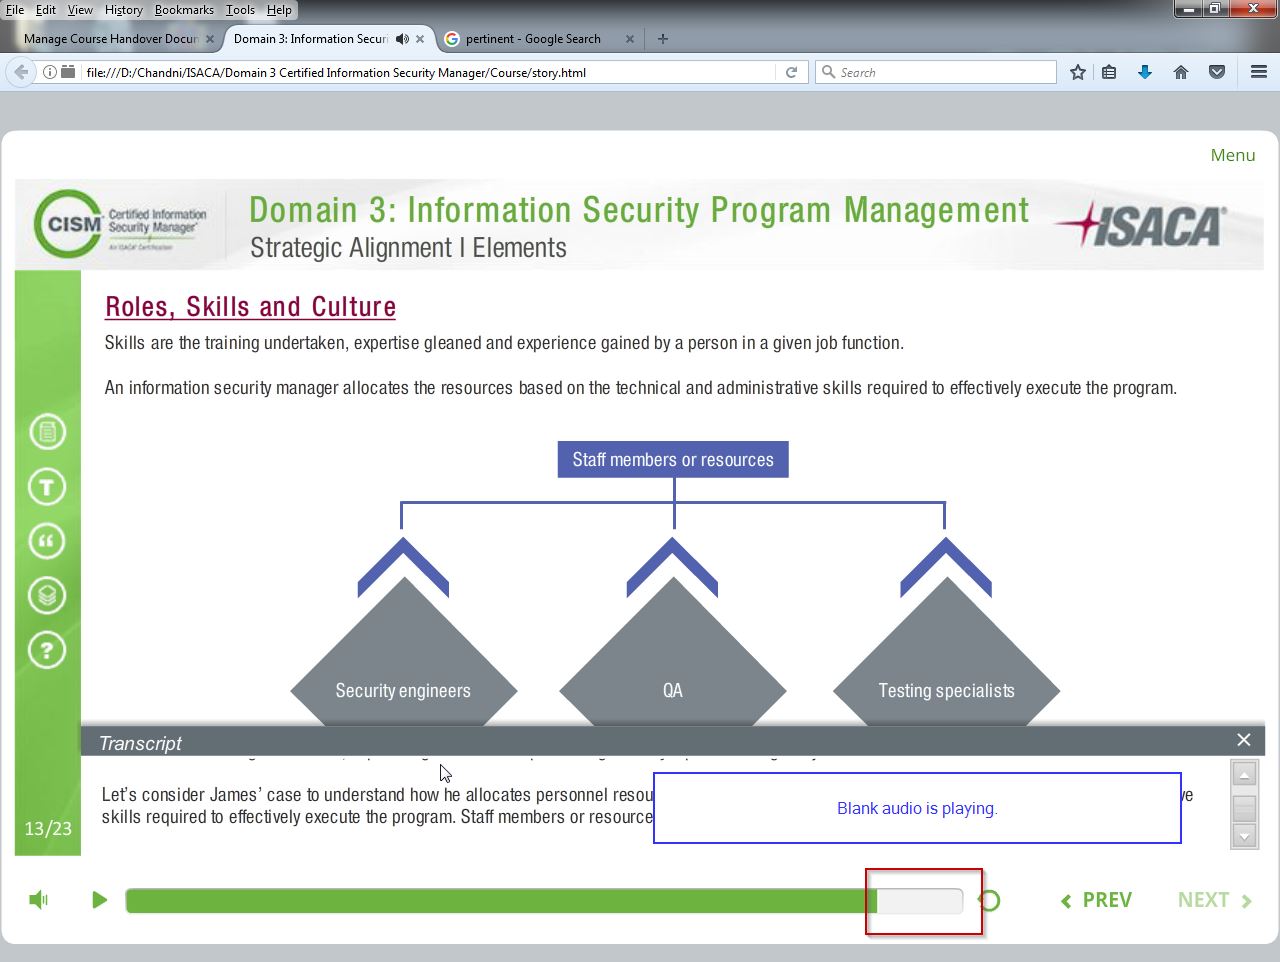 File Edit View History Bookmarks Tools Help
Manage Course Handover Docun
Domain 3: Information Securi
pertinent - Google Search
file:///D:/Chandni/ISACA/Domain 3 Certified Information Security Manager/Course/story.html
Search
Menu
CISM Certified Information
Security Manager®
An ISACA® Certification
Domain 3: Information Security Program Management
Strategic Alignment I Elements
ISACA®
Roles, Skills and Culture
Skills are the training undertaken, expertise gleaned and experience gained by a person in a given job function.
An information security manager allocates the resources based on the technical and administrative skills required to effectively execute the program.
Staff members or resources
Security engineers
QA
Testing specialists
Transcript
Let's consider James' case to understand how he allocates personnel resou
ve
skills required to effectively execute the program. Staff members or resource
Blank audio is playing.
13/23
PREV
NEXT